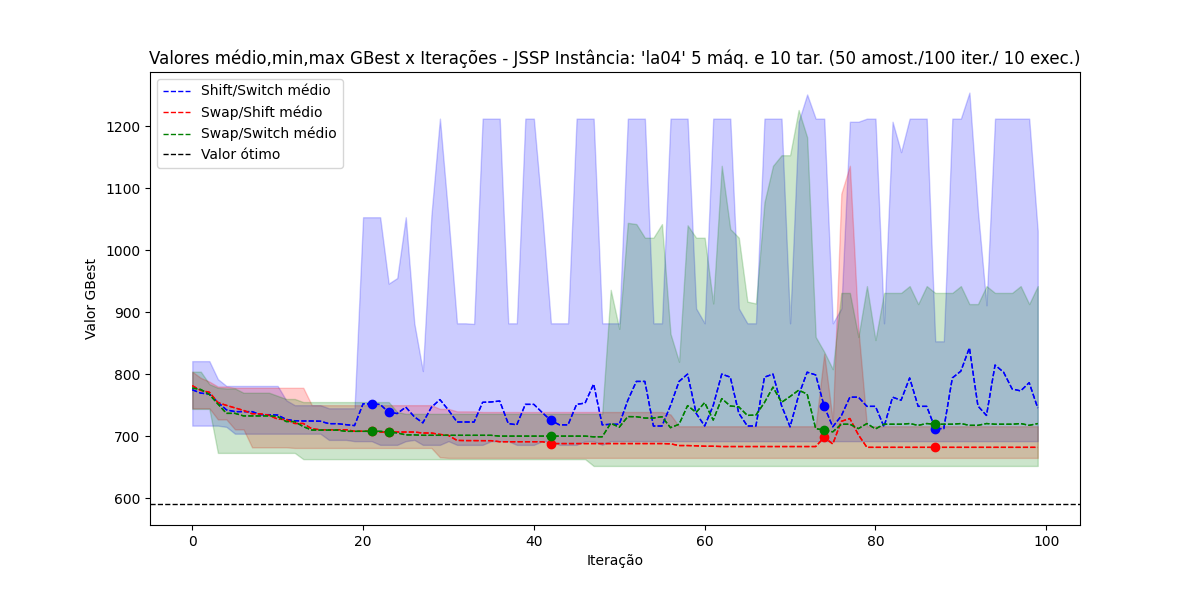 Valores médio,min,max GBest x Iterações - JSSP Instância: 'la04' 5 máq. e 10 tar. (50 amost./100 iter./ 10 exec.)
Shift/Switch médio
Swap/Shift médio
Swap/Switch médio
Valor ótimo
1200
1100
1000
900
800
700
600
Valor GBest
0 20 40 60 80 100
Iteração